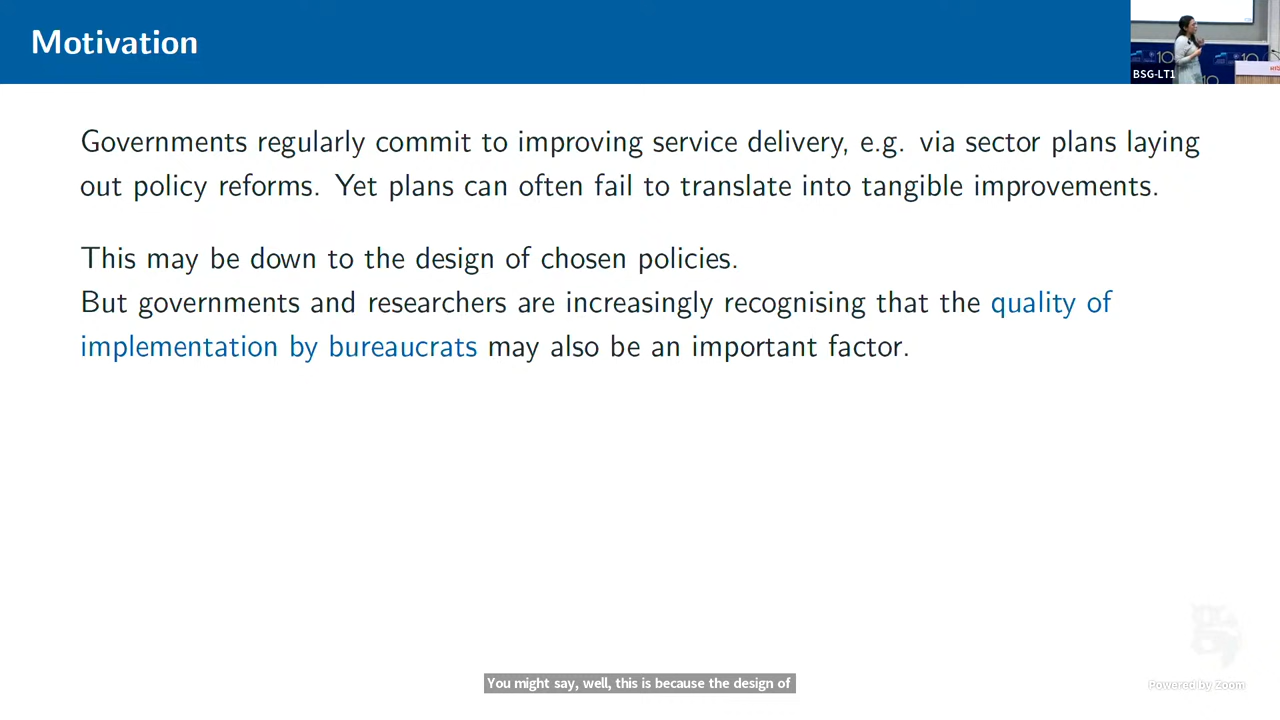 Motivation
BSG-LT1
Governments regularly commit to improving service delivery, e.g. via sector plans laying
out policy reforms. Yet plans can often fail to translate into tangible improvements.
This may be down to the design of chosen policies.
But governments and researchers are increasingly recognising that the quality of
implementation by bureaucrats may also be an important factor.
You might say, well, this is because the design of
Powered by Zoom